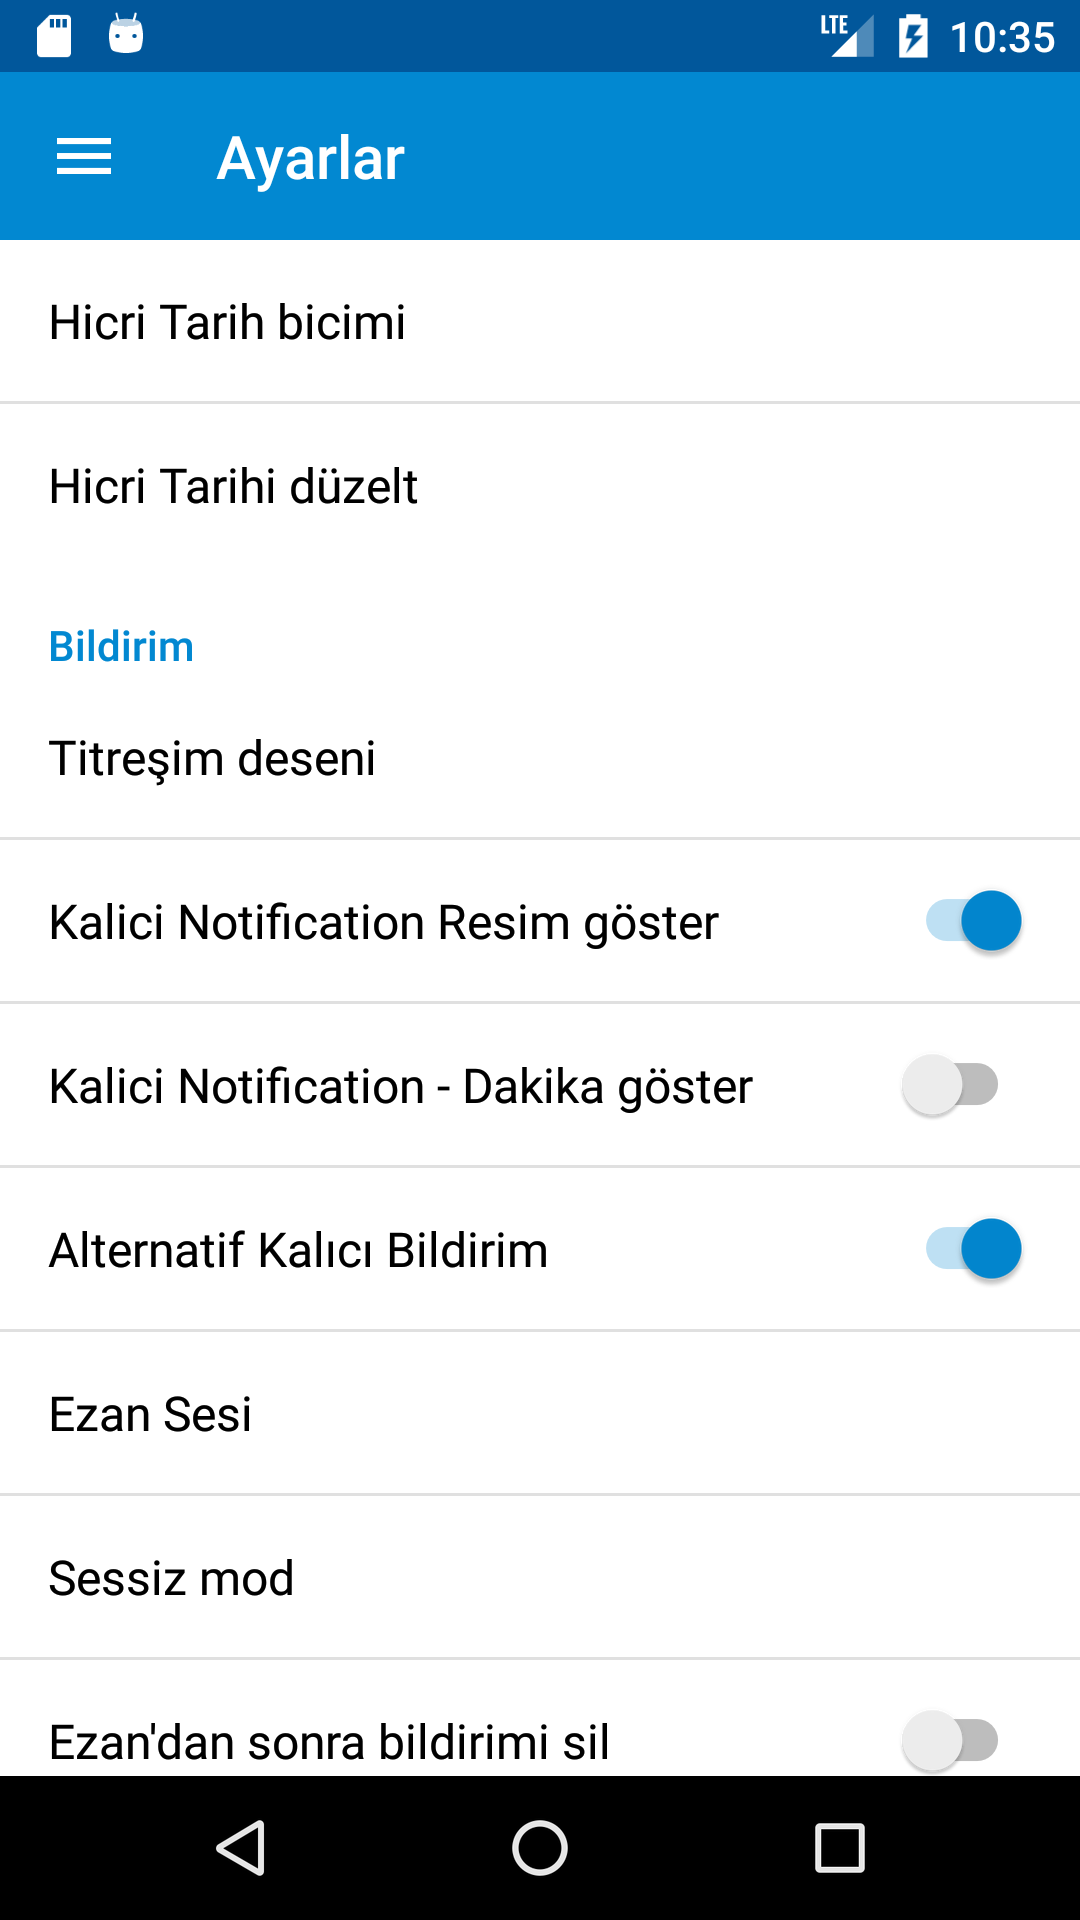 LTE 10:35
Ayarlar
Hicri Tarih bicimi
Hicri Tarihi düzelt
Bildirim
Titreşim deseni
Kalici Notification Resim göster
Kalici Notification - Dakika göster
Alternatif Kalıcı Bildirim
Ezan Sesi
Sessiz mod
Ezan'dan sonra bildirimi sil